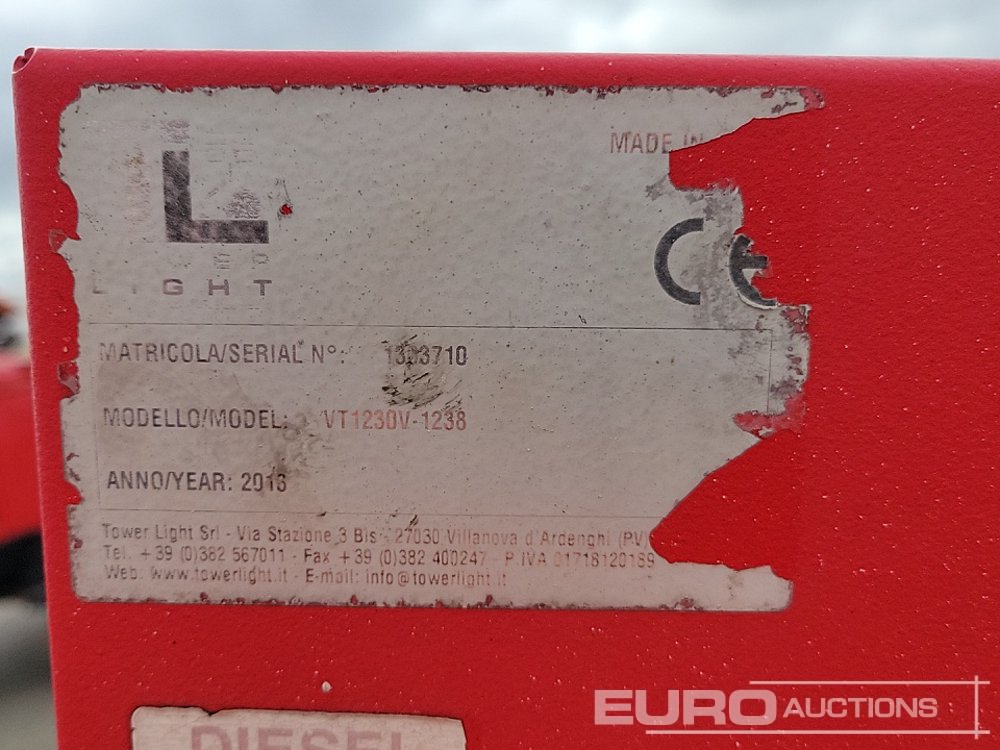 MADE IN
L
LIGHT
CE
MATRICOLA/SERIAL N°:
MODELLO/MODEL: VT1230V-1238
ANNO/YEAR: 2013
Tower Light Srl - Via Stazione 3 Bis - 27030 Villanova d'Ardenghi (PV)
Tel. +39 (0)382 567011 - Fax +39 (0)382 400247 - P.IVA 01718120189
Web: www.towerlight.it - E-mail: info@towerlight.it
DIESEL
EURO AUCTIONS